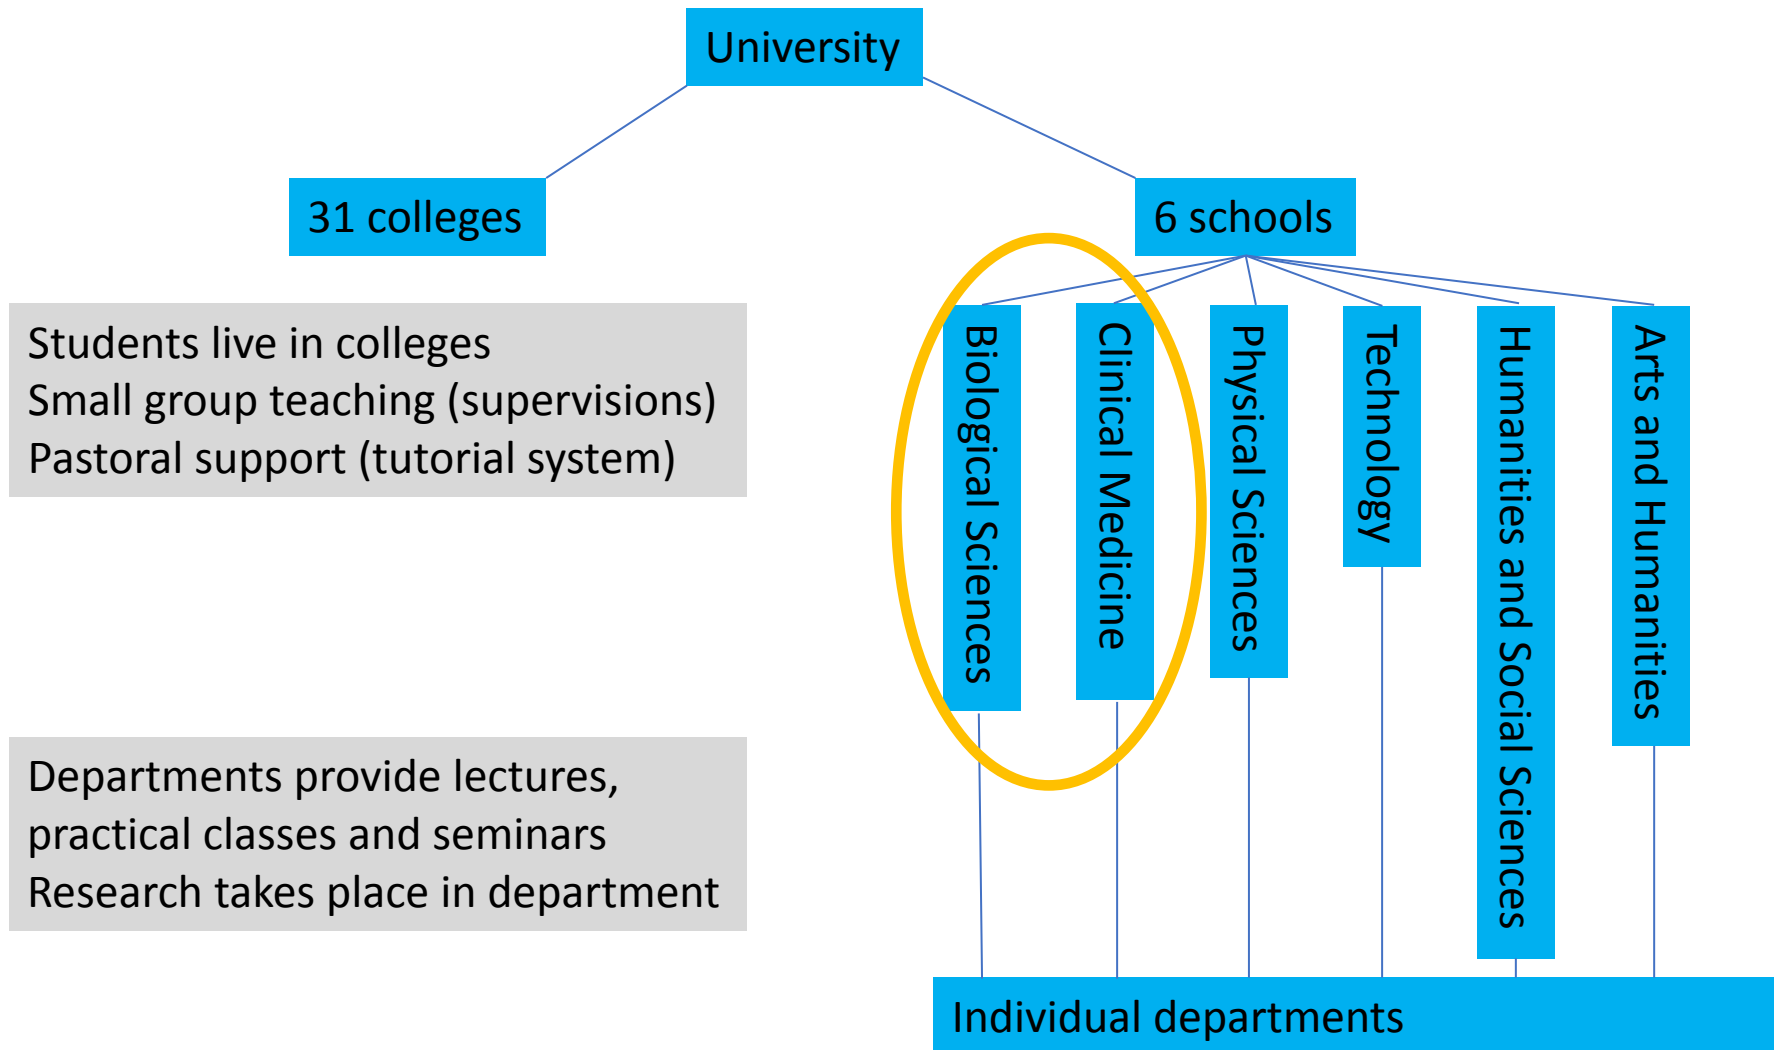 University
31 colleges
6 schools
Students live in colleges
Small group teaching (supervisions)
Pastoral support (tutorial system)
Biological Sciences
Clinical Medicine
Physical Sciences
Technology
Humanities and Social Sciences
Arts and Humanities
Departments provide lectures,
practical classes and seminars
Research takes place in department
Individual departments